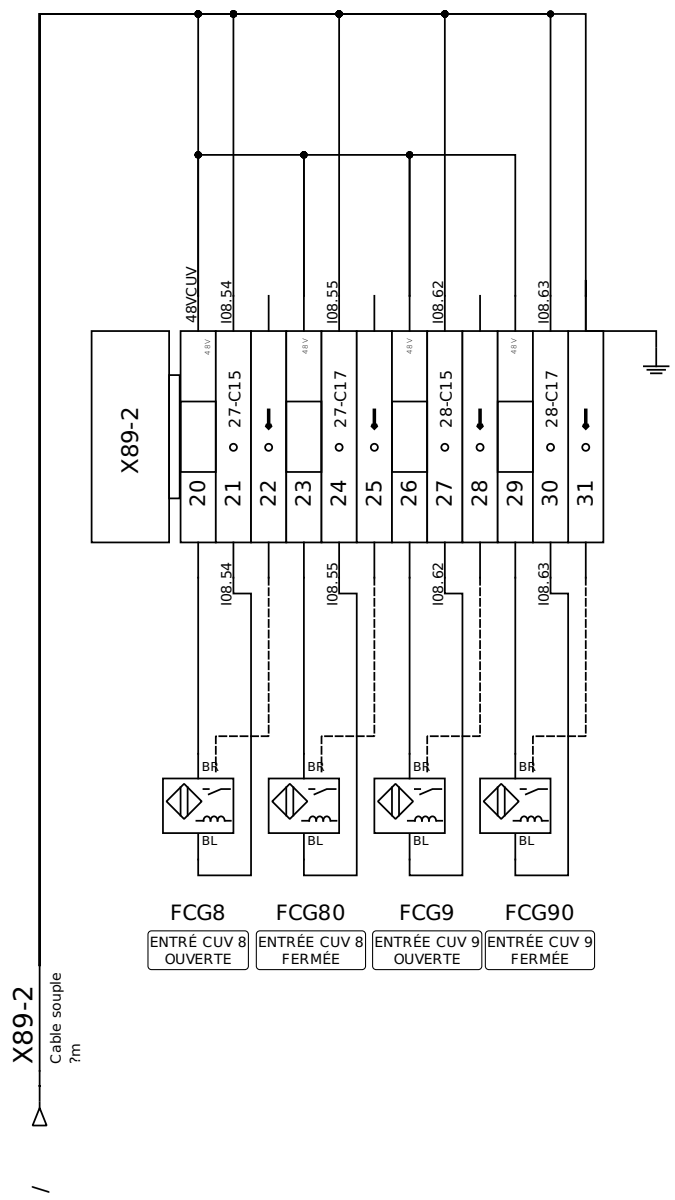 48VCUV
I08.54
I08.55
I08.62
I08.63
X89-2
48V
48V
48V
48V
27-C15
27-C17
28-C15
28-C17
20
21
22
23
24
25
26
27
28
29
30
31
I08.54
I08.55
I08.62
I08.63
BR
BR
BR
BR
BL
BL
BL
BL
FCG8
FCG80
FCG9
FCG90
ENTRÉ CUV 8
OUVERTE
ENTRÉE CUV 8
FERMÉE
ENTRÉE CUV 9
OUVERTE
ENTRÉE CUV 9
FERMÉE
X89-2
Cable souple
?m
/